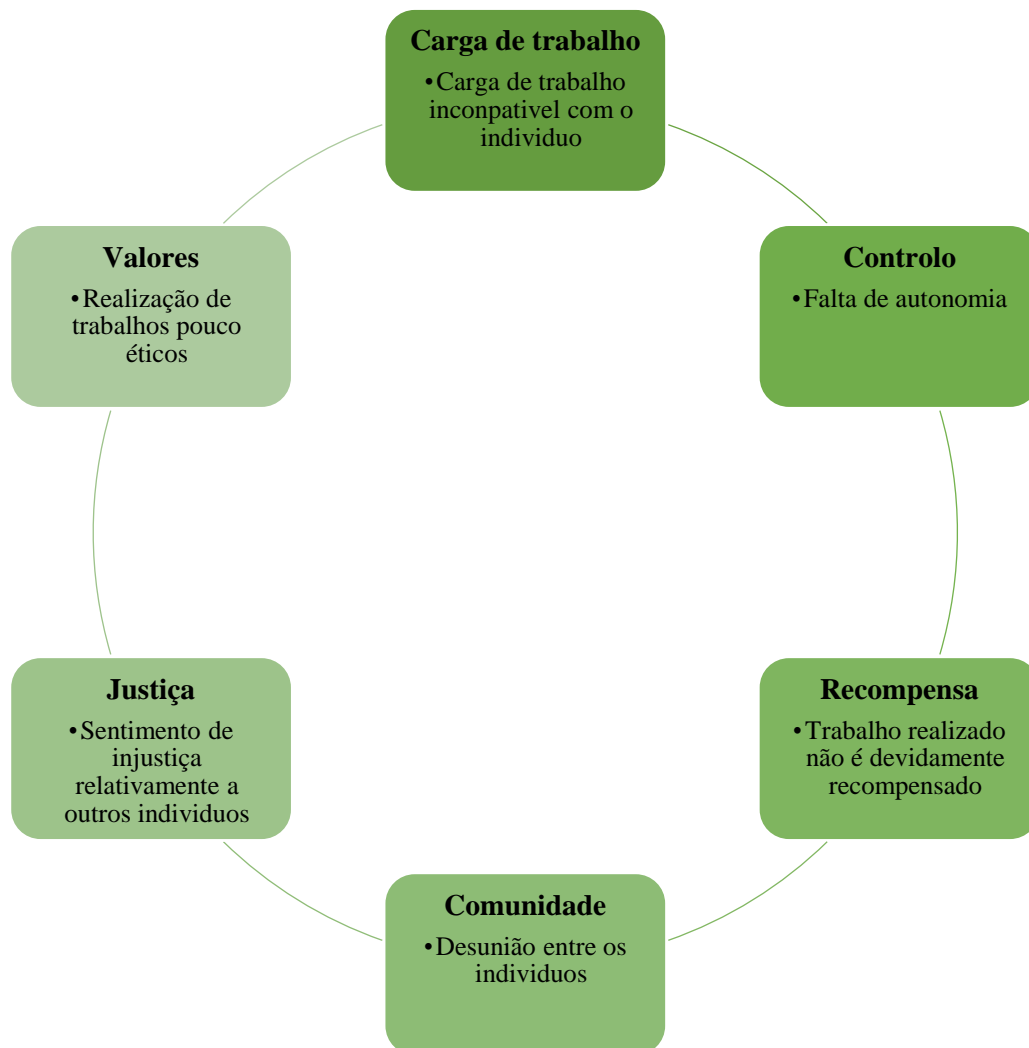 Carga de trabalho
•Carga de trabalho
inconpativel com o
individuo
Controlo
•Falta de autonomia
Recompensa
•Trabalho realizado
não é devidamente
recompensado
Comunidade
•Desunião entre os
individuos
Justiça
•Sentimento de
injustiça
relativamente a
outros individuos
Valores
•Realização de
trabalhos pouco
éticos